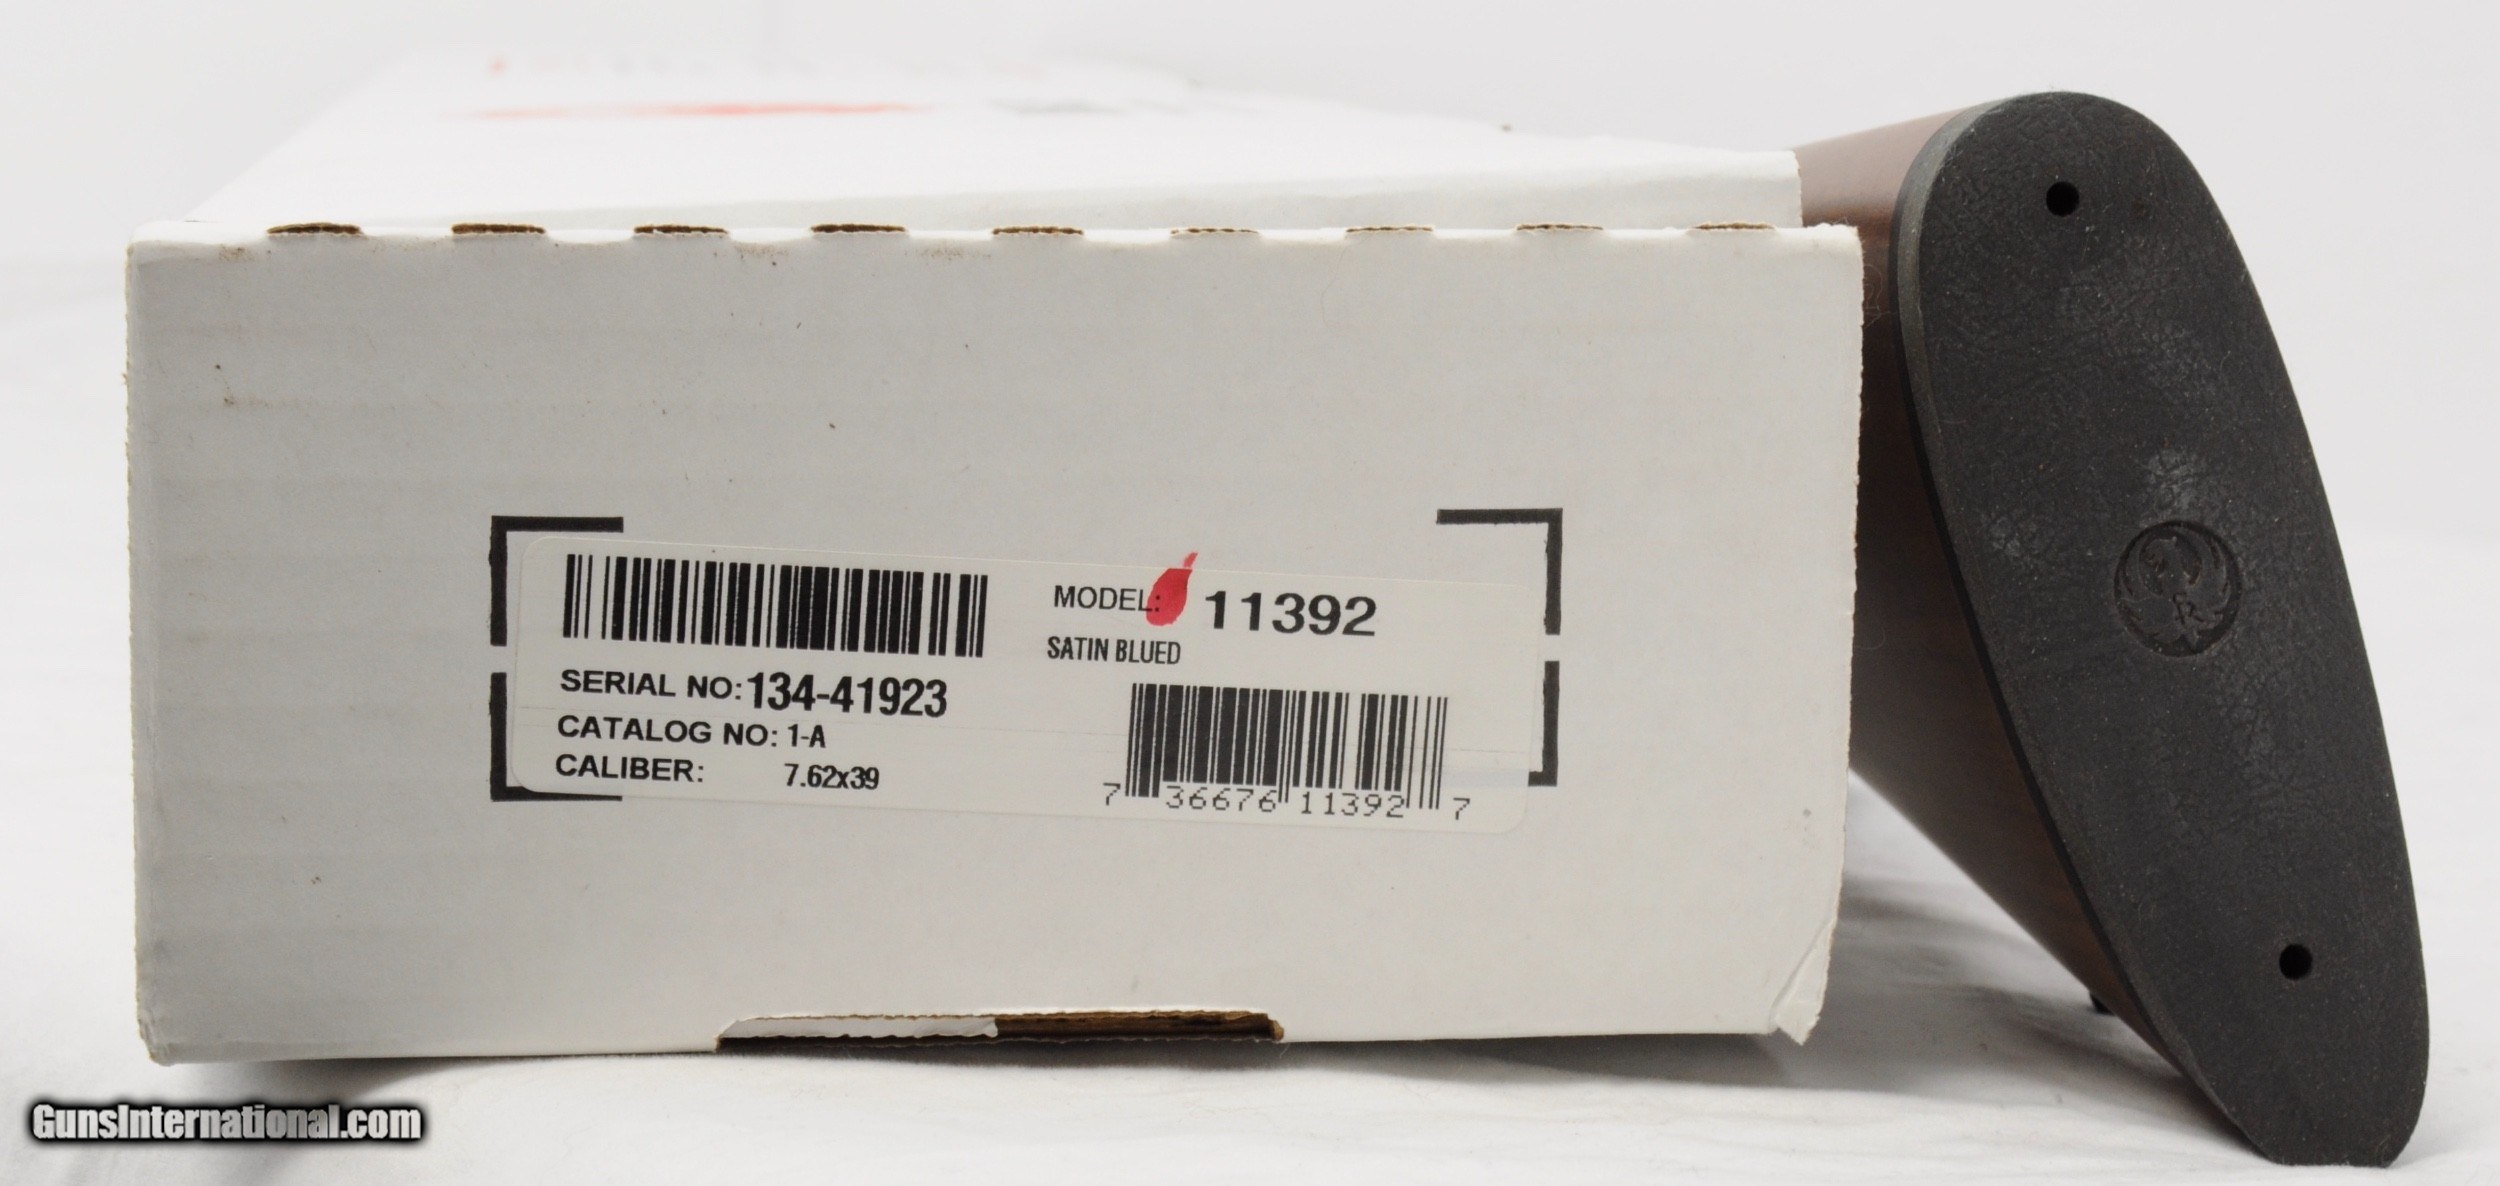 MODEL: 11392
SATIN BLUED
SERIAL NO: 134-41923
CATALOG NO: 1-A
CALIBER: 7.62x39
7 36676 11392 7
R
GunsInternational.com